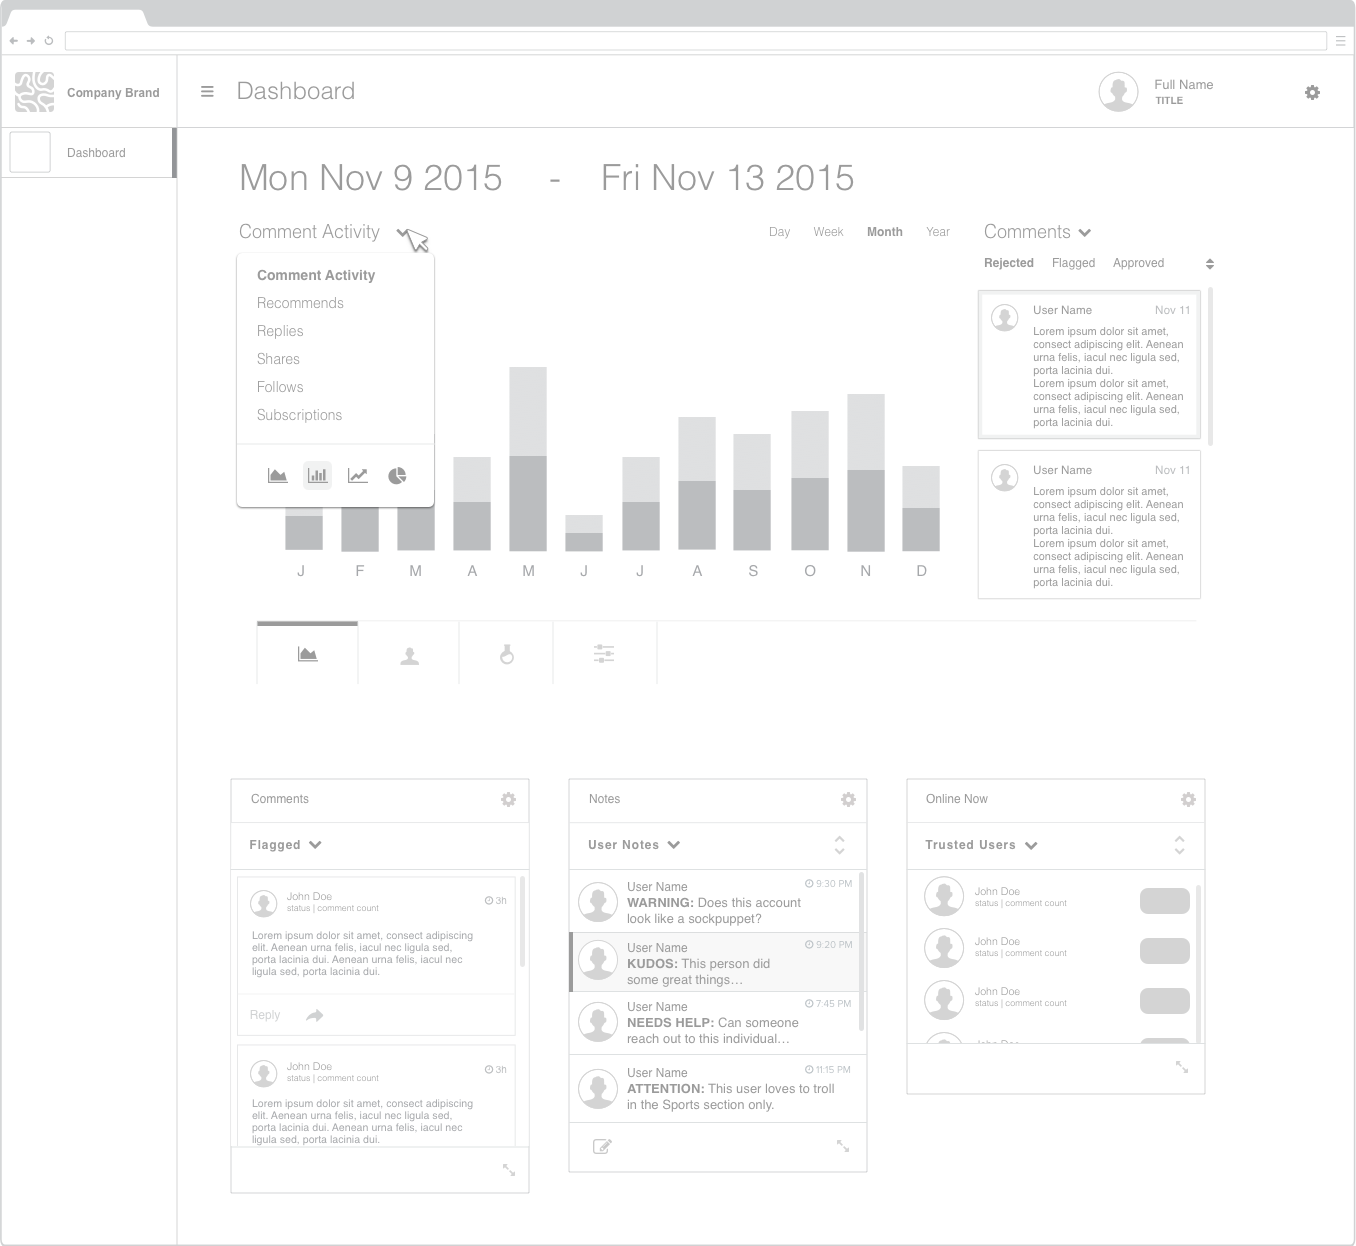 Company Brand
Dashboard
Full Name
TITLE
Dashboard
Mon Nov 9 2015 - Fri Nov 13 2015
Comment Activity
Day Week Month Year
Comment Activity
Recommends
Replies
Shares
Follows
Subscriptions
J F M A M J J A S O N D
Comments
Rejected Flagged Approved
User Name Nov 11
Lorem ipsum dolor sit amet,
consect adipiscing elit. Aenean
urna felis, iacul nec ligula sed,
porta lacinia dui.
Lorem ipsum dolor sit amet,
consect adipiscing elit. Aenean
urna felis, iacul nec ligula sed,
porta lacinia dui.
User Name Nov 11
Lorem ipsum dolor sit amet,
consect adipiscing elit. Aenean
urna felis, iacul nec ligula sed,
porta lacinia dui.
Lorem ipsum dolor sit amet,
consect adipiscing elit. Aenean
urna felis, iacul nec ligula sed,
porta lacinia dui.
Comments
Flagged
John Doe 3h
status | comment count
Lorem ipsum dolor sit amet, consect adipiscing
elit. Aenean urna felis, iacul nec ligula sed,
porta lacinia dui. Aenean urna felis, iacul nec
ligula sed, porta lacinia dui.
Reply
John Doe 3h
status | comment count
Lorem ipsum dolor sit amet, consect adipiscing
elit. Aenean urna felis, iacul nec ligula sed,
porta lacinia dui. Aenean urna felis, iacul nec
ligula sed, porta lacinia dui.
Notes
User Notes
User Name 9:30 PM
WARNING: Does this account
look like a sockpuppet?
User Name 9:20 PM
KUDOS: This person did
some great things...
User Name 7:45 PM
NEEDS HELP: Can someone
reach out to this individual...
User Name 11:15 PM
ATTENTION: This user loves to troll
in the Sports section only.
Online Now
Trusted Users
John Doe
status | comment count
John Doe
status | comment count
John Doe
status | comment count
John Doe